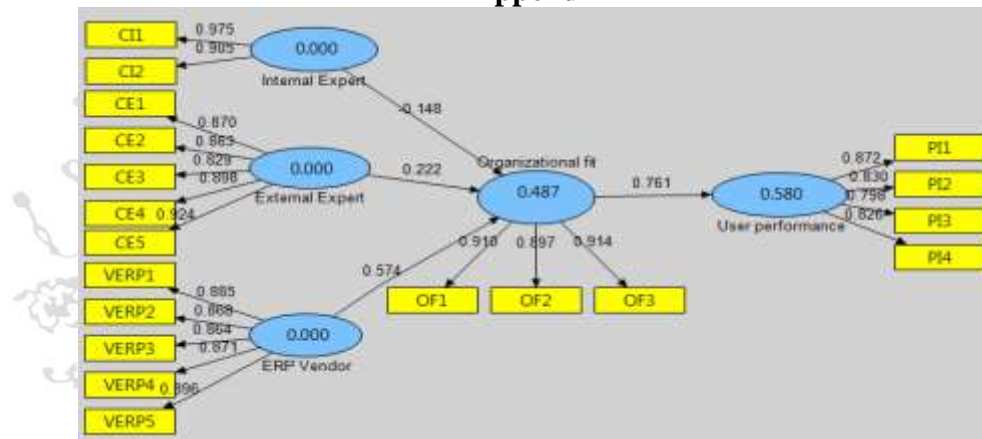 CI1
0.975
CI2
0.905
0.000
Internal Expert
CE1
0.870
CE2
0.863
CE3
0.829
CE4
0.898
CE5
0.924
0.000
External Expert
VERP1
0.885
VERP2
0.868
VERP3
0.864
VERP4
0.871
VERP5
0.896
0.000
ERP Vendor
-0.148
0.222
0.574
Organizational fit
0.487
0.910
0.897
0.914
OF1
OF2
OF3
0.761
0.580
User performance
0.872
PI1
0.830
PI2
0.798
PI3
0.826
PI4